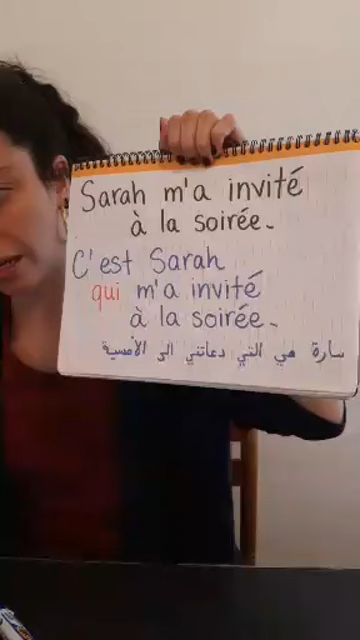 Sarah m'a invité
à la soirée.
C'est Sarah
qui m'a invité
à la soirée.
سارة هي التي دعاتني الى الأمسية